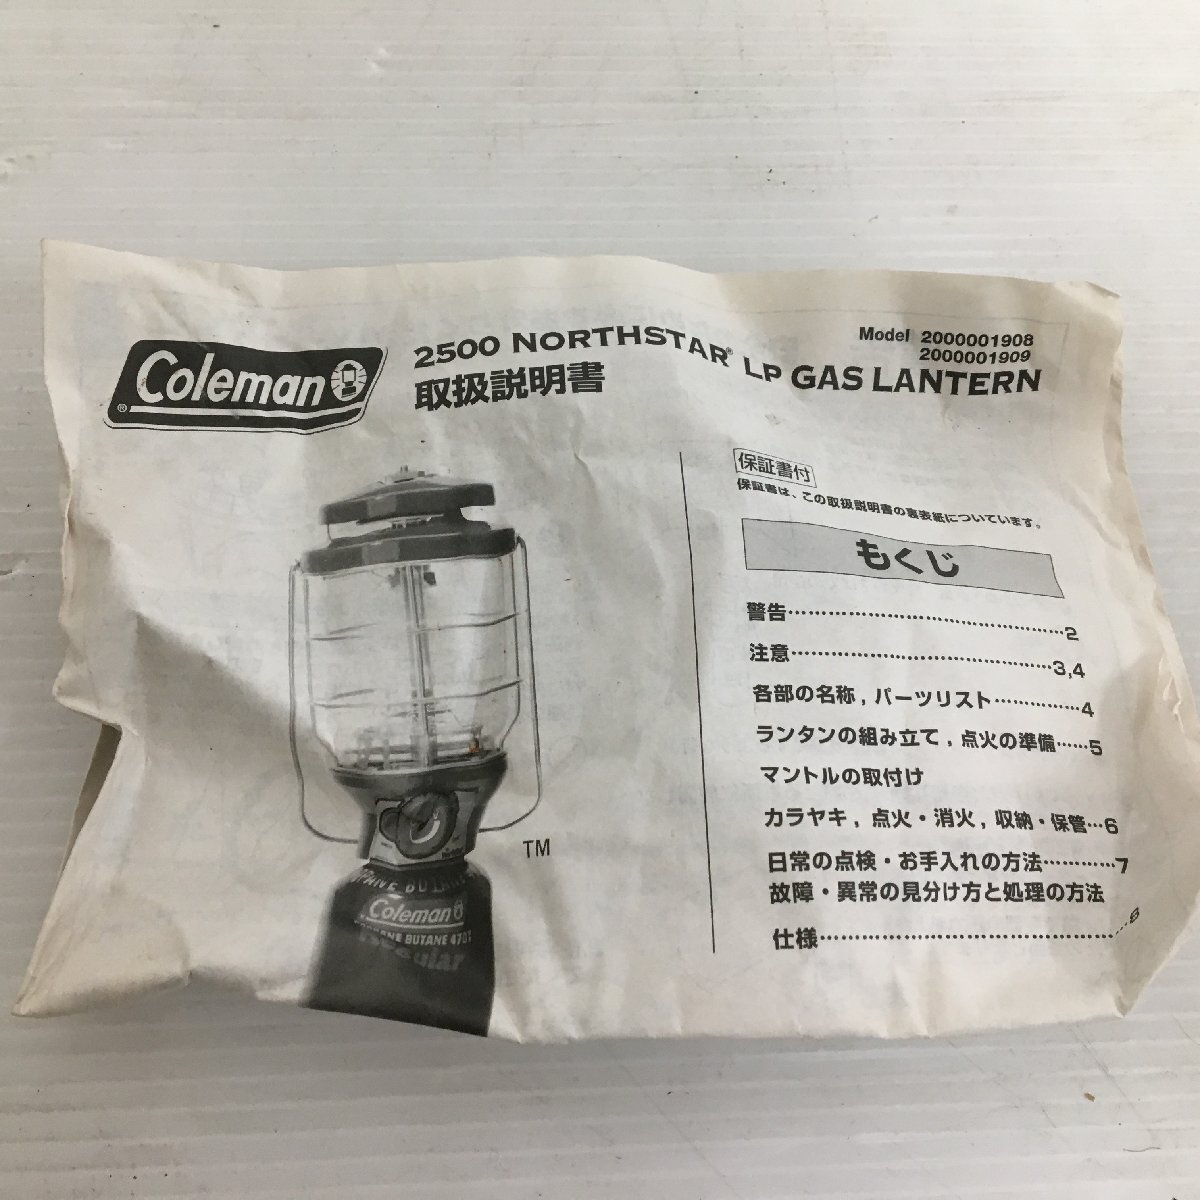 Coleman
®
2500 NORTHSTAR® LP GAS LANTERN
取扱説明書
Model 2000001908
2000001909
保証書付
保証書は、この取扱説明書の裏表紙についています。
もくじ
警告……………………………………2
注意…………………………………3,4
各部の名称，パーツリスト……………4
ランタンの組み立て，点火の準備……5
マントルの取付け
カラヤキ，点火・消火，収納・保管…6
日常の点検・お手入れの方法…………7
故障・異常の見分け方と処理の方法
仕様………………………………………8
TM
PROPANE BUTANE
Coleman
PROPANE BUTANE 470T
Regular